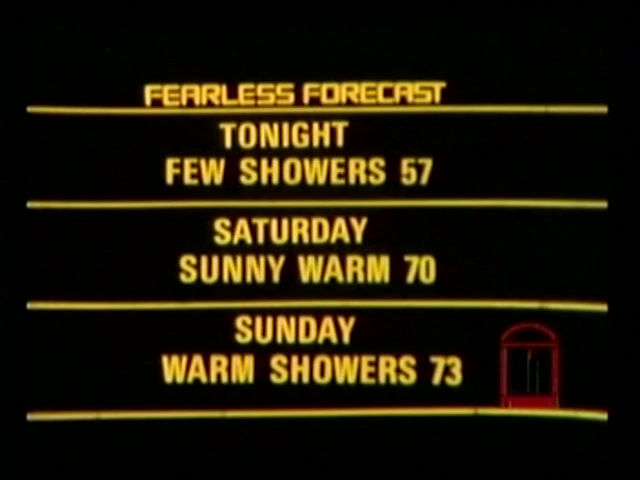 FEARLESS FORECAST
TONIGHT
FEW SHOWERS 57
SATURDAY
SUNNY WARM 70
SUNDAY
WARM SHOWERS 73